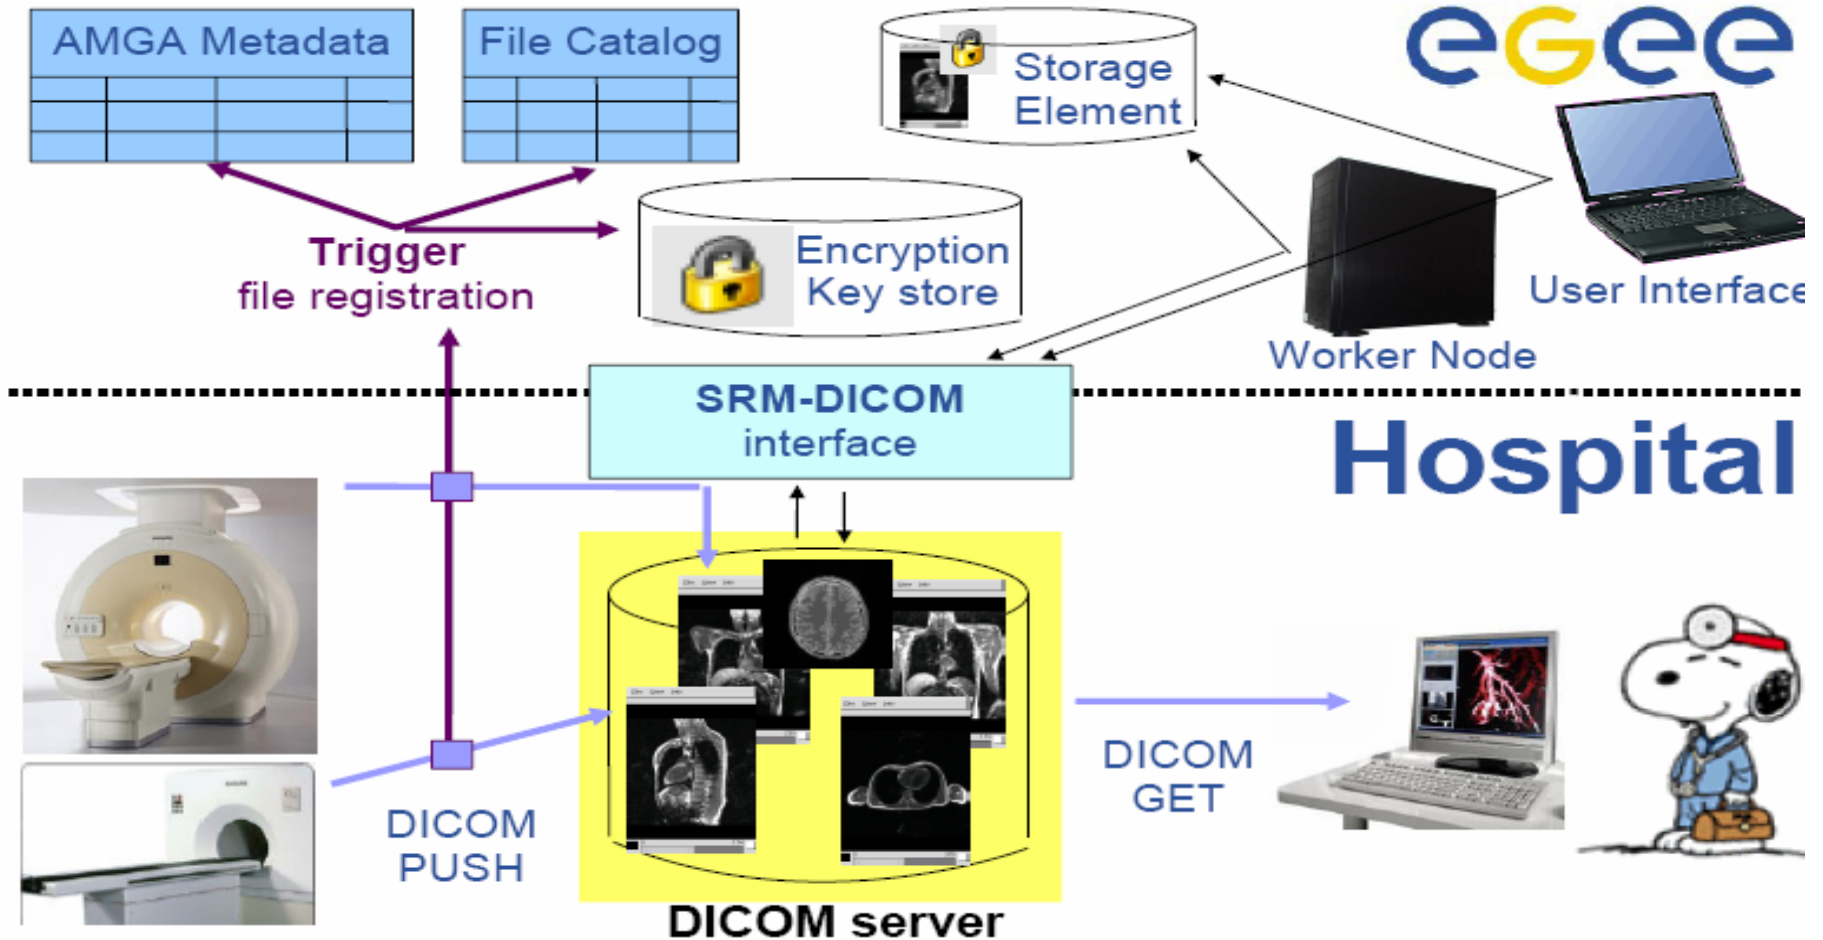 AMGA Metadata
File Catalog
Storage
Element
egee
Trigger
file registration
Encryption
Key store
User Interface
Worker Node
SRM-DICOM
interface
Hospital
DICOM
PUSH
DICOM
GET
DICOM server